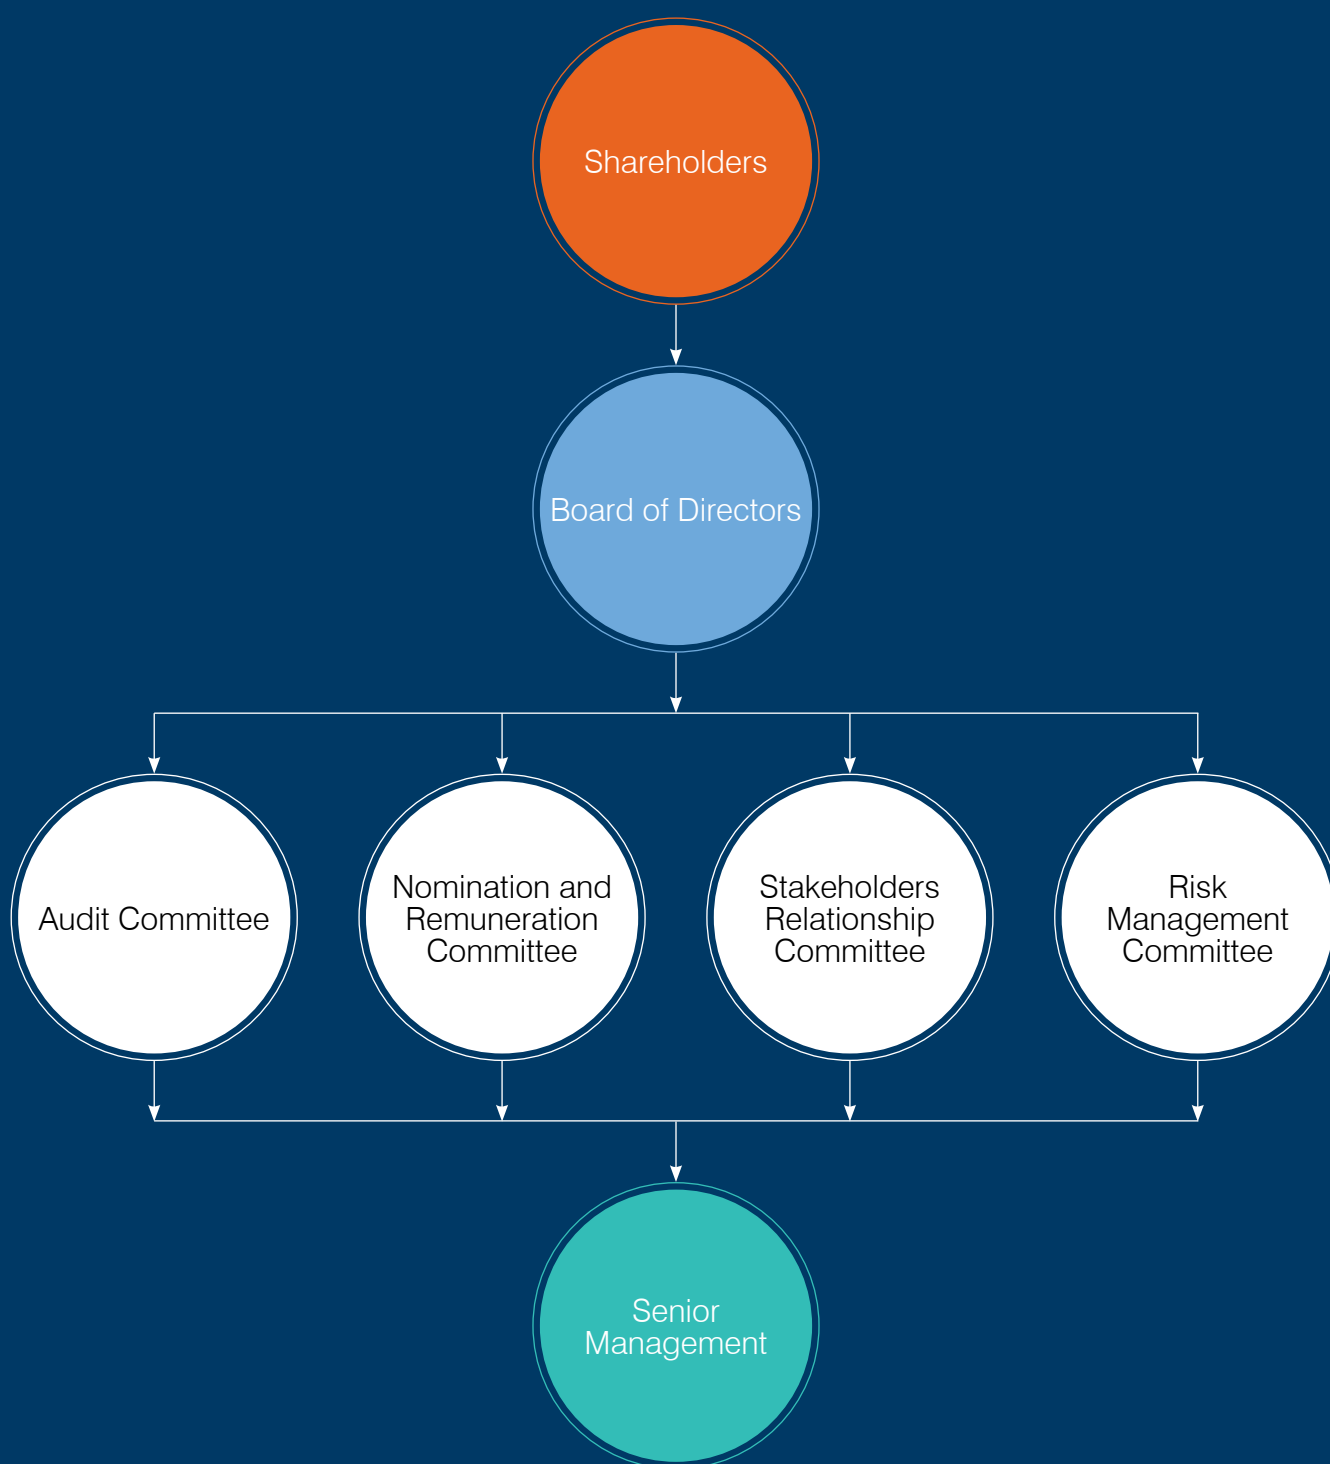 Shareholders
Board of Directors
Audit Committee
Nomination and
Remuneration
Committee
Stakeholders
Relationship
Committee
Risk
Management
Committee
Senior
Management